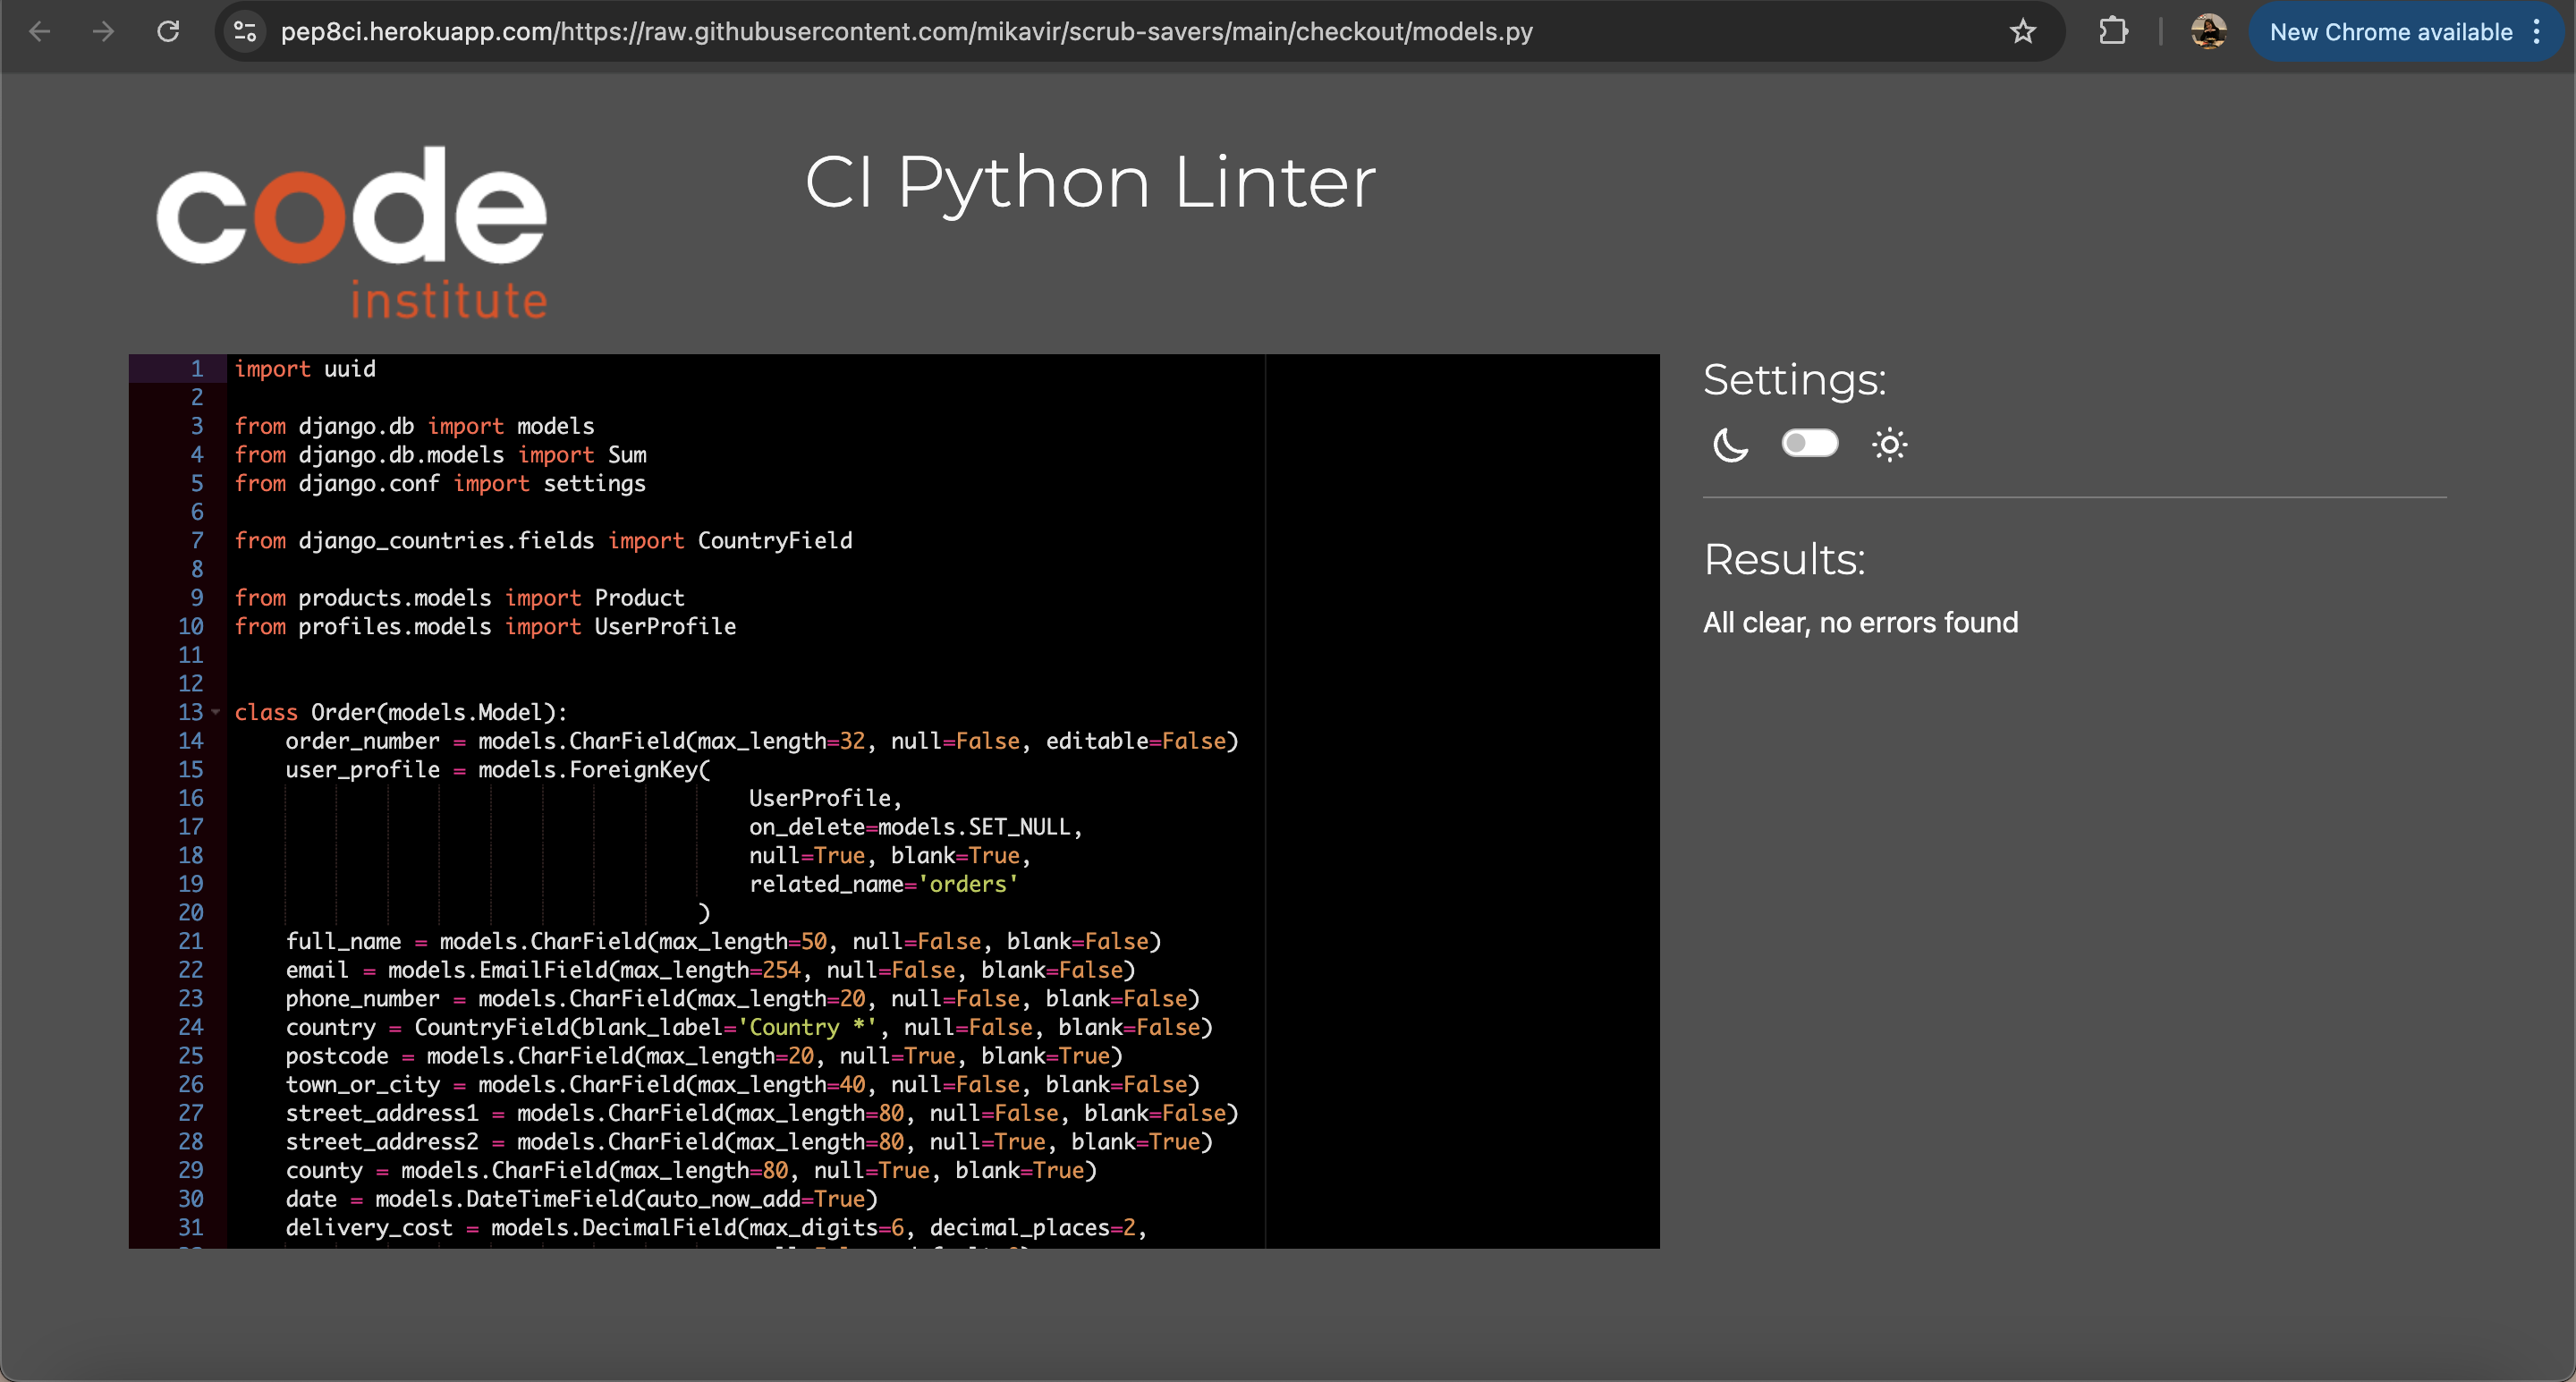 pep8ci.herokuapp.com/https://raw.githubusercontent.com/mikavir/scrub-savers/main/checkout/models.py
New Chrome available
code
institute
CI Python Linter
1 import uuid
2
3 from django.db import models
4 from django.db.models import Sum
5 from django.conf import settings
6
7 from django_countries.fields import CountryField
8
9 from products.models import Product
10 from profiles.models import UserProfile
11
12
13 class Order(models.Model):
14     order_number = models.CharField(max_length=32, null=False, editable=False)
15     user_profile = models.ForeignKey(
16                                         UserProfile,
17                                         on_delete=models.SET_NULL,
18                                         null=True, blank=True,
19                                         related_name='orders'
20                                     )
21     full_name = models.CharField(max_length=50, null=False, blank=False)
22     email = models.EmailField(max_length=254, null=False, blank=False)
23     phone_number = models.CharField(max_length=20, null=False, blank=False)
24     country = CountryField(blank_label='Country *', null=False, blank=False)
25     postcode = models.CharField(max_length=20, null=True, blank=True)
26     town_or_city = models.CharField(max_length=40, null=False, blank=False)
27     street_address1 = models.CharField(max_length=80, null=False, blank=False)
28     street_address2 = models.CharField(max_length=80, null=True, blank=True)
29     county = models.CharField(max_length=80, null=True, blank=True)
30     date = models.DateTimeField(auto_now_add=True)
31     delivery_cost = models.DecimalField(max_digits=6, decimal_places=2,
Settings:
Results:
All clear, no errors found